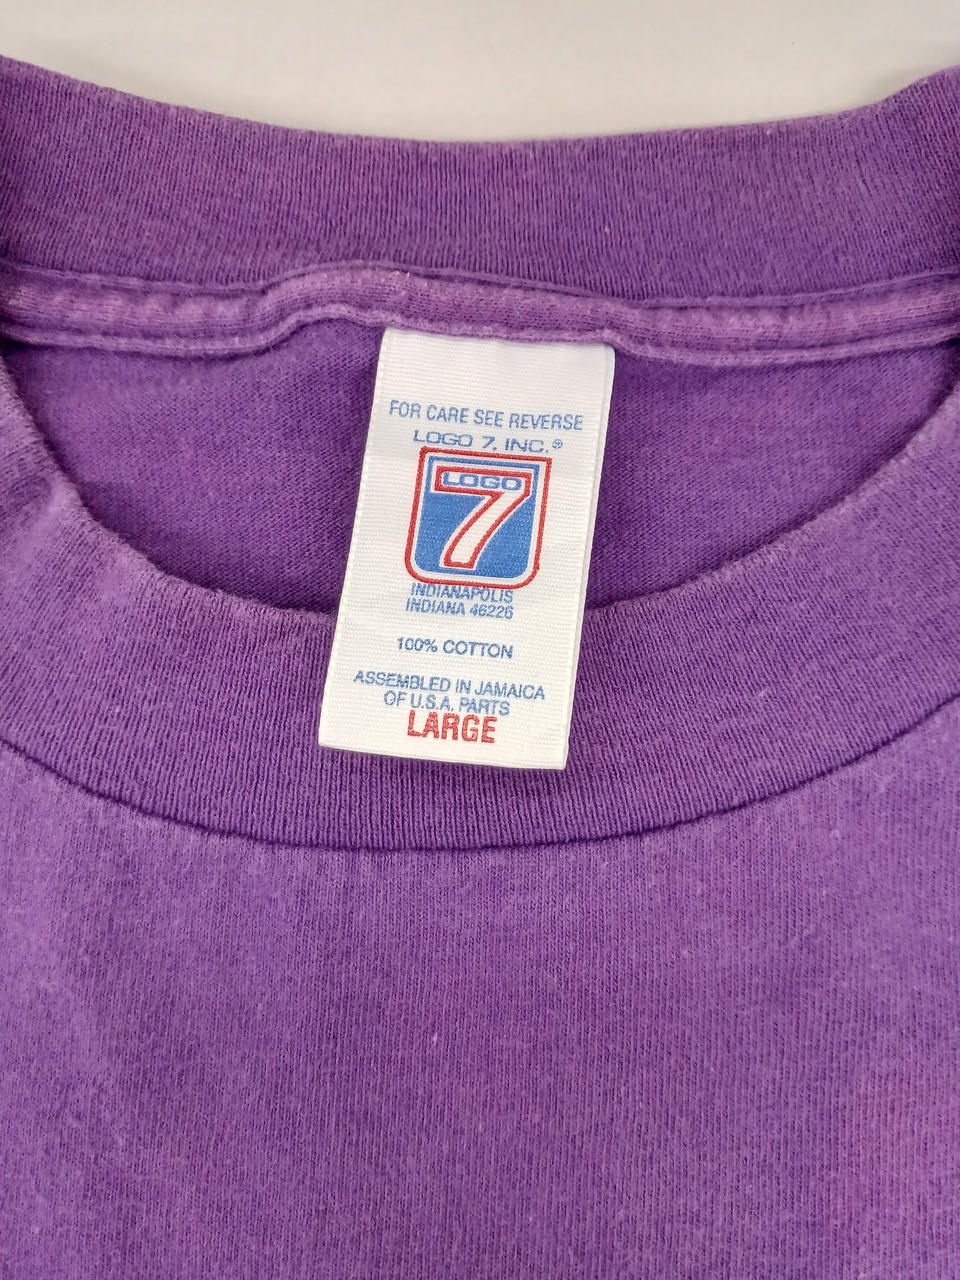 FOR CARE SEE REVERSE
LOGO 7, INC.®
LOGO
7
INDIANAPOLIS
INDIANA 46226
100% COTTON
ASSEMBLED IN JAMAICA
OF U.S.A. PARTS
LARGE